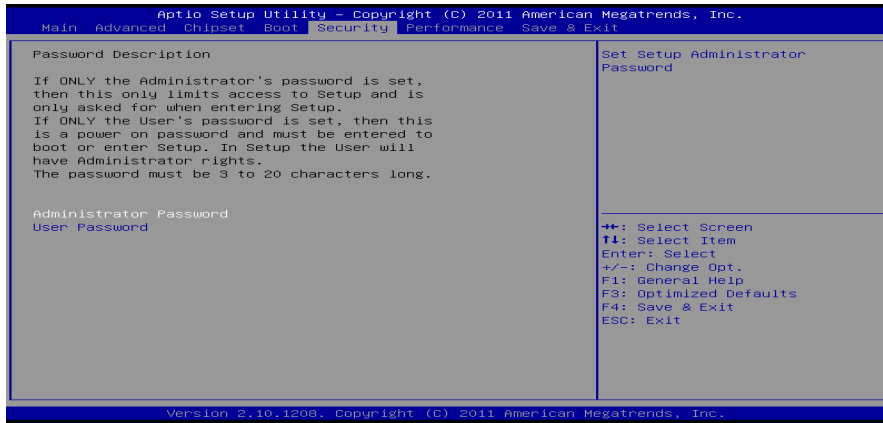 Aptio Setup Utility – Copyright (C) 2011 American Megatrends, Inc.
Main Advanced Chipset Boot Security Performance Save & Exit
Password Description
If ONLY the Administrator's password is set,
then this only limits access to Setup and is
only asked for when entering Setup.
If ONLY the User's password is set, then this
is a power on password and must be entered to
boot or enter Setup. In Setup the User will
have Administrator rights.
The password must be 3 to 20 characters long.
Administrator Password
User Password
Set Setup Administrator
Password
→←: Select Screen
↑↓: Select Item
Enter: Select
+/-: Change Opt.
F1: General Help
F3: Optimized Defaults
F4: Save & Exit
ESC: Exit
Version 2.10.1208. Copyright (C) 2011 American Megatrends, Inc.